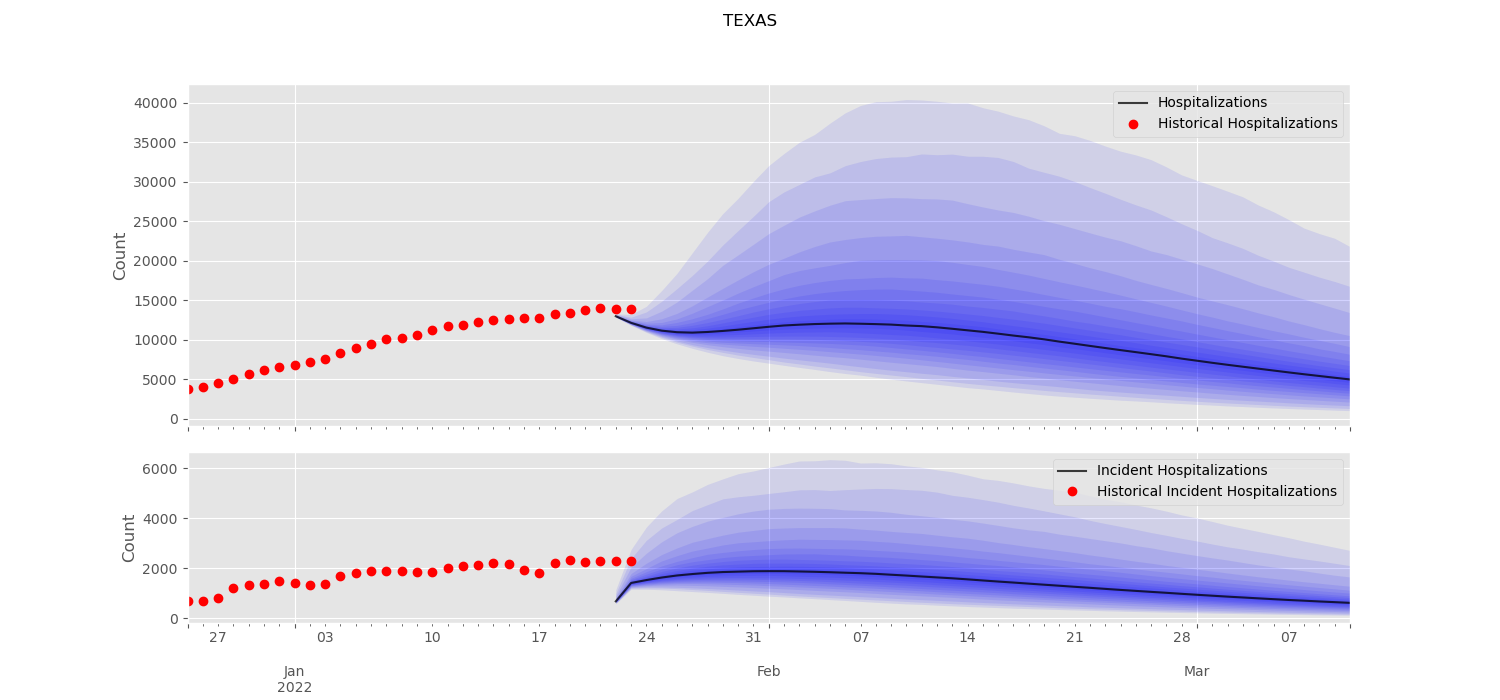 TEXAS
Count
40000
35000
30000
25000
20000
15000
10000
5000
0
Hospitalizations
Historical Hospitalizations
Count
6000
4000
2000
0
Incident Hospitalizations
Historical Incident Hospitalizations
27 03 10 17 24 31 07 14 21 28 07
Jan Feb Mar
2022